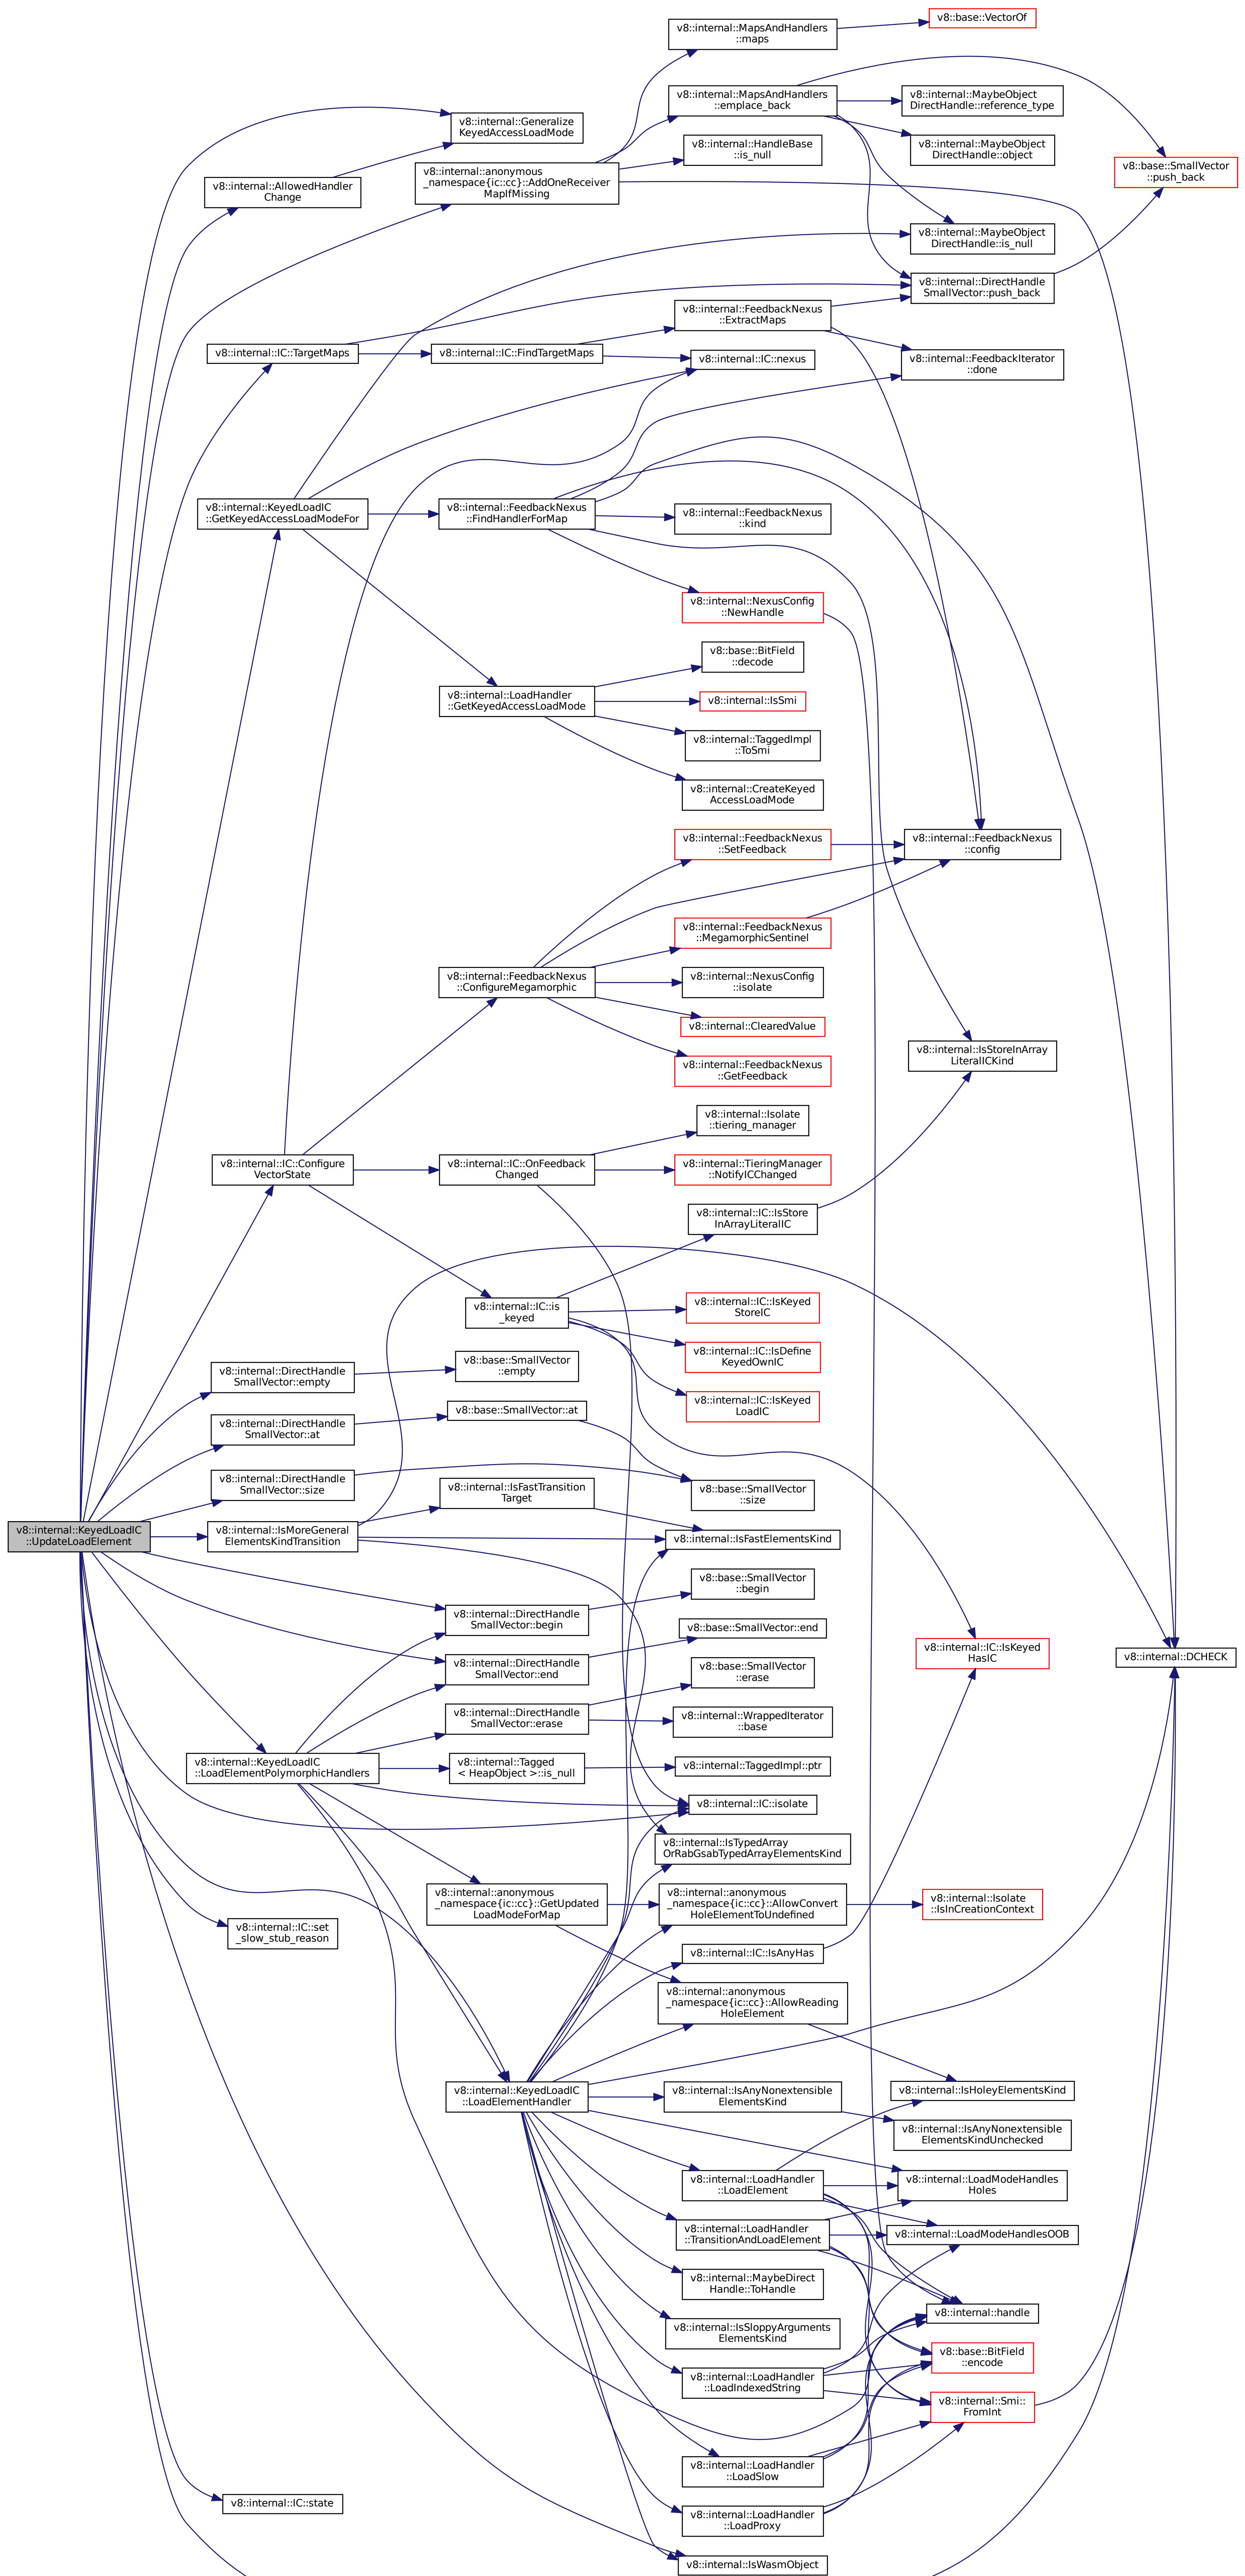 v8::internal::KeyedLoadIC
::UpdateLoadElement
v8::internal::Generalize
KeyedAccessLoadMode
v8::internal::AllowedHandler
Change
v8::internal::anonymous
_namespace{ic::cc}::AddOneReceiver
MapIfMissing
v8::internal::MapsAndHandlers
::maps
v8::base::VectorOf
v8::internal::MapsAndHandlers
::emplace_back
v8::internal::MaybeObject
DirectHandle::reference_type
v8::internal::MaybeObject
DirectHandle::object
v8::internal::HandleBase
::is_null
v8::base::SmallVector
::push_back
v8::internal::MaybeObject
DirectHandle::is_null
v8::internal::DirectHandle
SmallVector::push_back
v8::internal::IC::TargetMaps
v8::internal::IC::FindTargetMaps
v8::internal::FeedbackNexus
::ExtractMaps
v8::internal::IC::nexus
v8::internal::FeedbackIterator
::done
v8::internal::KeyedLoadIC
::GetKeyedAccessLoadModeFor
v8::internal::FeedbackNexus
::FindHandlerForMap
v8::internal::FeedbackNexus
::kind
v8::internal::NexusConfig
::NewHandle
v8::internal::LoadHandler
::GetKeyedAccessLoadMode
v8::base::BitField
::decode
v8::internal::IsSmi
v8::internal::TaggedImpl
::ToSmi
v8::internal::CreateKeyed
AccessLoadMode
v8::internal::FeedbackNexus
::SetFeedback
v8::internal::FeedbackNexus
::config
v8::internal::FeedbackNexus
::MegamorphicSentinel
v8::internal::FeedbackNexus
::ConfigureMegamorphic
v8::internal::NexusConfig
::isolate
v8::internal::ClearedValue
v8::internal::FeedbackNexus
::GetFeedback
v8::internal::IsStoreInArray
LiteralICKind
v8::internal::Isolate
::tiering_manager
v8::internal::IC::Configure
VectorState
v8::internal::IC::OnFeedback
Changed
v8::internal::TieringManager
::NotifyICChanged
v8::internal::IC::IsStore
InArrayLiteralIC
v8::internal::IC::is
_keyed
v8::internal::IC::IsKeyed
StoreIC
v8::internal::IC::IsDefine
KeyedOwnIC
v8::internal::IC::IsKeyed
LoadIC
v8::internal::DirectHandle
SmallVector::empty
v8::base::SmallVector
::empty
v8::internal::DirectHandle
SmallVector::at
v8::base::SmallVector::at
v8::internal::DirectHandle
SmallVector::size
v8::base::SmallVector
::size
v8::internal::IsMoreGeneral
ElementsKindTransition
v8::internal::IsFastTransition
Target
v8::internal::IsFastElementsKind
v8::internal::DirectHandle
SmallVector::begin
v8::base::SmallVector
::begin
v8::internal::DirectHandle
SmallVector::end
v8::base::SmallVector::end
v8::base::SmallVector
::erase
v8::internal::IC::IsKeyed
HasIC
v8::internal::DCHECK
v8::internal::DirectHandle
SmallVector::erase
v8::internal::WrappedIterator
::base
v8::internal::KeyedLoadIC
::LoadElementPolymorphicHandlers
v8::internal::Tagged
< HeapObject >::is_null
v8::internal::TaggedImpl::ptr
v8::internal::IC::isolate
v8::internal::IsTypedArray
OrRabGsabTypedArrayElementsKind
v8::internal::anonymous
_namespace{ic::cc}::GetUpdated
LoadModeForMap
v8::internal::anonymous
_namespace{ic::cc}::AllowConvert
HoleElementToUndefined
v8::internal::Isolate
::IsInCreationContext
v8::internal::IC::set
_slow_stub_reason
v8::internal::IC::IsAnyHas
v8::internal::anonymous
_namespace{ic::cc}::AllowReading
HoleElement
v8::internal::KeyedLoadIC
::LoadElementHandler
v8::internal::IsAnyNonextensible
ElementsKind
v8::internal::IsHoleyElementsKind
v8::internal::IsAnyNonextensible
ElementsKindUnchecked
v8::internal::LoadHandler
::LoadElement
v8::internal::LoadModeHandles
Holes
v8::internal::LoadHandler
::TransitionAndLoadElement
v8::internal::LoadModeHandlesOOB
v8::internal::MaybeDirect
Handle::ToHandle
v8::internal::handle
v8::internal::IsSloppyArguments
ElementsKind
v8::base::BitField
::encode
v8::internal::LoadHandler
::LoadIndexedString
v8::internal::Smi::
FromInt
v8::internal::LoadHandler
::LoadSlow
v8::internal::IC::state
v8::internal::LoadHandler
::LoadProxy
v8::internal::IsWasmObject